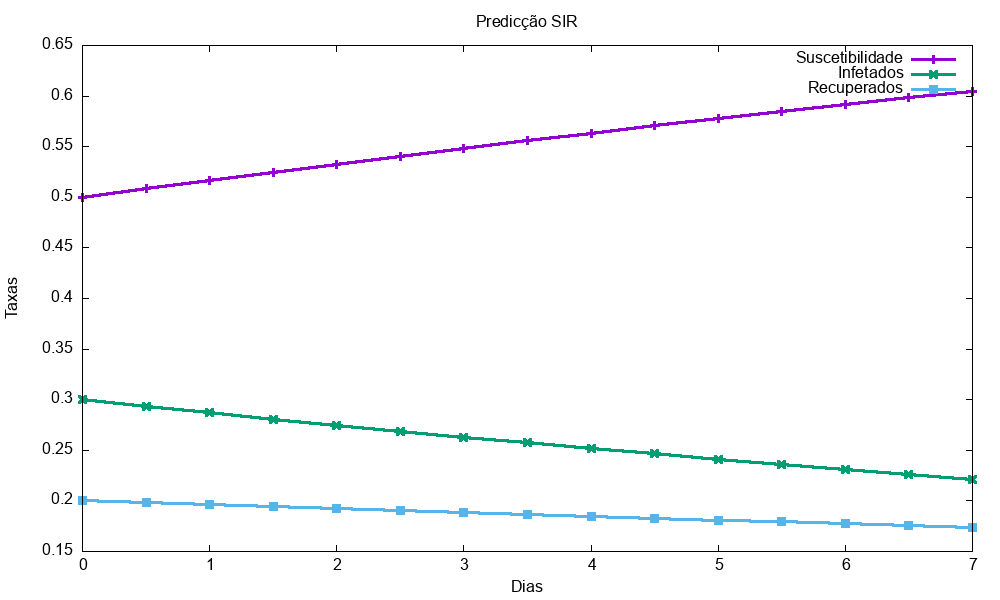 Predicção SIR
0.65
0.6
0.55
0.5
0.45
0.4
0.35
0.3
0.25
0.2
0.15
Taxas
Suscetibilidade
Infetados
Recuperados
0 1 2 3 4 5 6 7
Dias